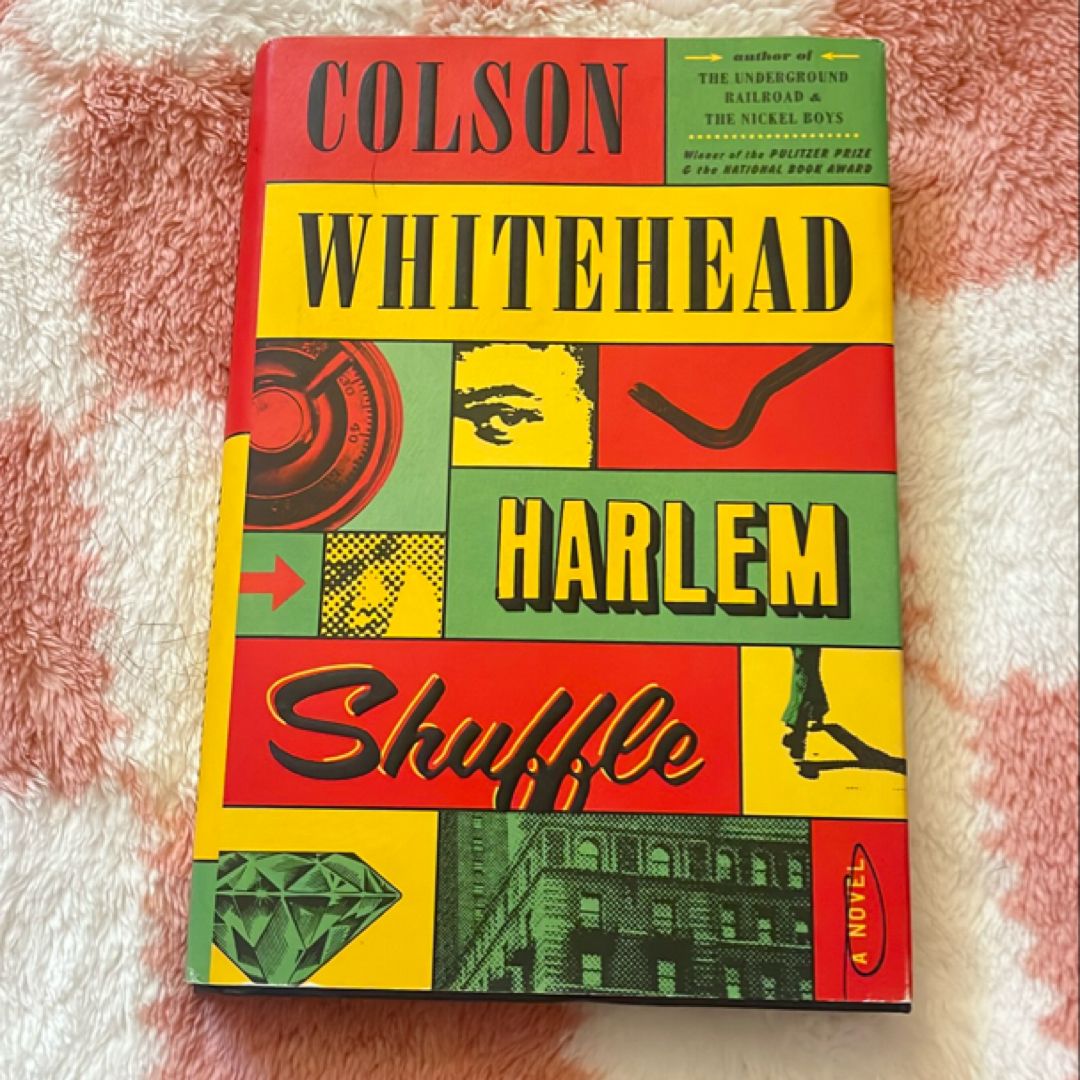 COLSON
author of
THE UNDERGROUND
RAILROAD &
THE NICKEL BOYS
Winner of the PULITZER PRIZE
& the NATIONAL BOOK AWARD
WHITEHEAD
40
HARLEM
Shuffle
A NOVEL